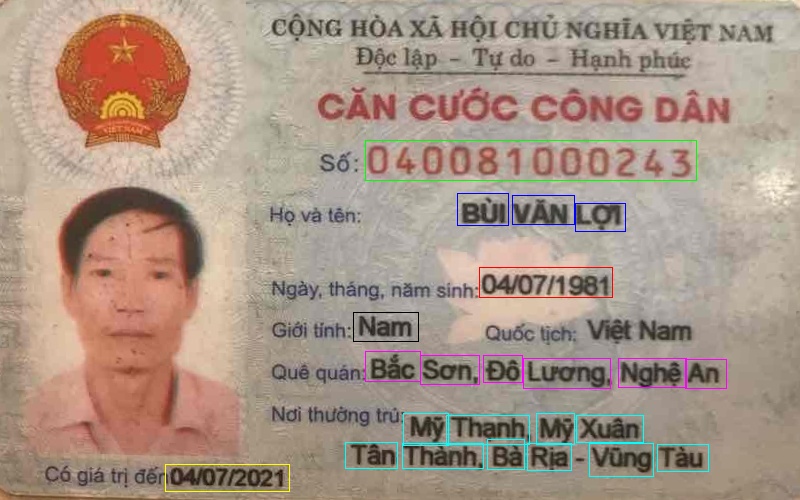 CỘNG HÒA XÃ HỘI CHỦ NGHĨA VIỆT NAM
Độc lập - Tự do - Hạnh phúc
CĂN CƯỚC CÔNG DÂN
VIỆT NAM
Số: 040081000243
Họ và tên: BÙI VĂN LỢI
Ngày, tháng, năm sinh: 04/07/1981
Giới tính: Nam Quốc tịch: Việt Nam
Quê quán: Bắc Sơn, Đô Lương, Nghệ An
Nơi thường trú: Mỹ Thạnh, Mỹ Xuân
Tân Thành, Bà Rịa - Vũng Tàu
Có giá trị đến 04/07/2021